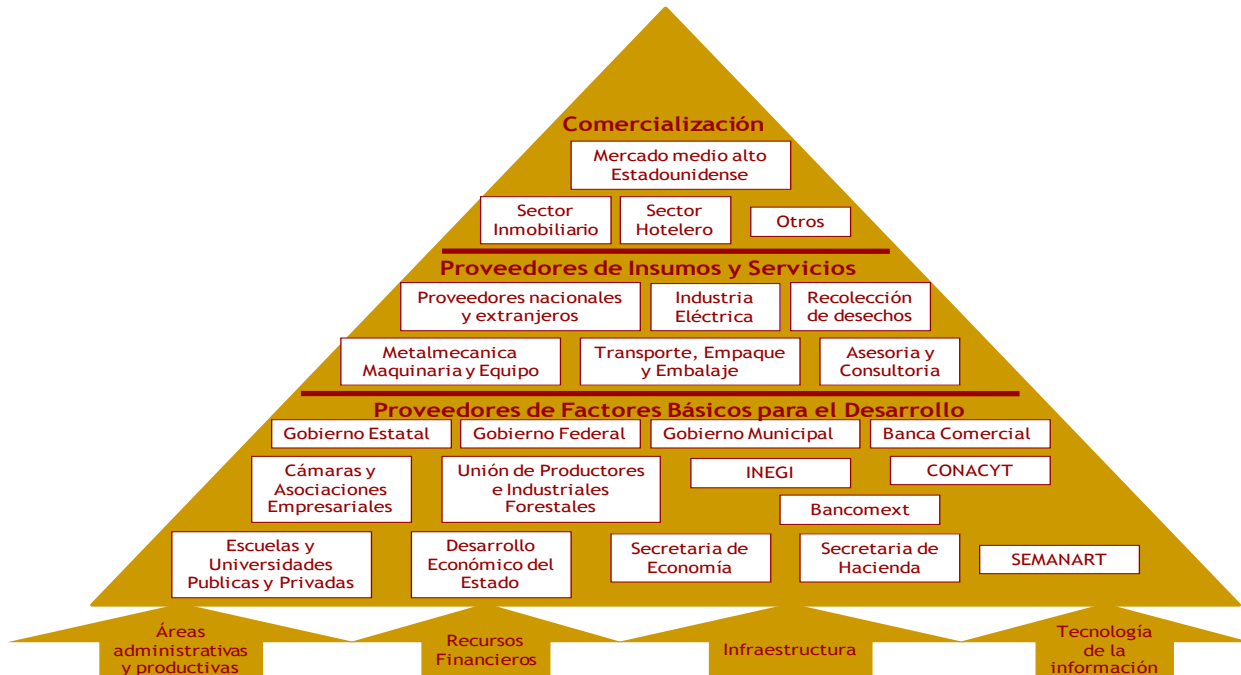 Comercialización
Mercado medio alto
Estadounidense
Sector
Inmobiliario
Sector
Hotelero
Otros
Proveedores de Insumos y Servicios
Proveedores nacionales
y extranjeros
Industria
Eléctrica
Recolección
de desechos
Metalmecanica
Maquinaria y Equipo
Transporte, Empaque
y Embalaje
Asesoria y
Consultoria
Proveedores de Factores Básicos para el Desarrollo
Gobierno Estatal
Gobierno Federal
Gobierno Municipal
Banca Comercial
Cámaras y
Asociaciones
Empresariales
Unión de Productores
e Industriales
Forestales
INEGI
CONACYT
Bancomext
Escuelas y
Universidades
Publicas y Privadas
Desarrollo
Económico del
Estado
Secretaria de
Economía
Secretaria de
Hacienda
SEMANART
Áreas
administrativas
y productivas
Recursos
Financieros
Infraestructura
Tecnología
de la
información